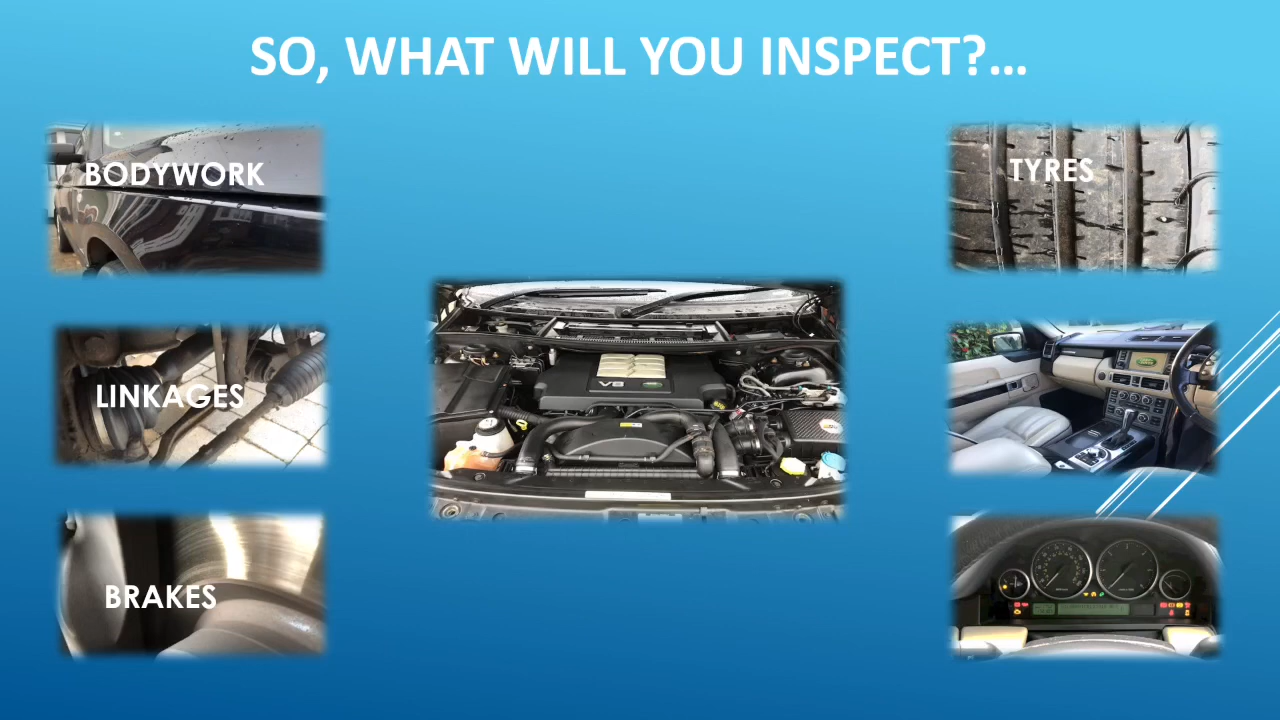 SO, WHAT WILL YOU INSPECT?...
BODYWORK
TYRES
LINKAGES
V8
BRAKES